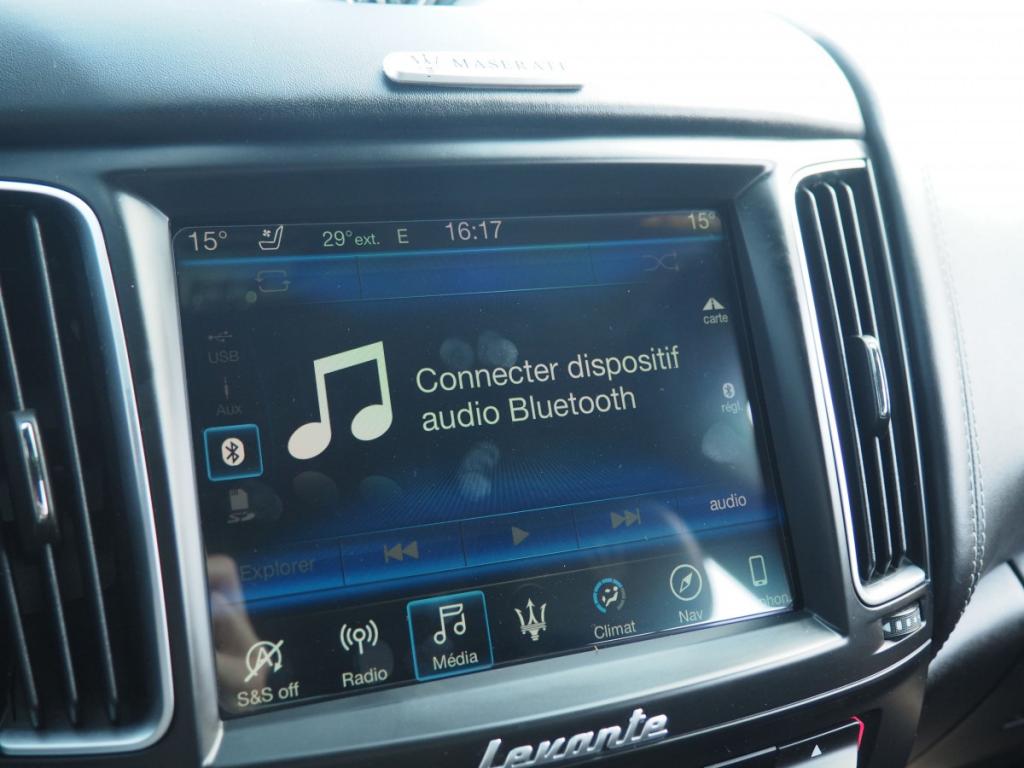 MASERATI
15° 29° ext. E 16:17 15°
carte
USB
Aux
Connecter dispositif
audio Bluetooth
régl.
SD
audio
Explorer
S&S off
Radio
Média
Climat
Nav
Levante